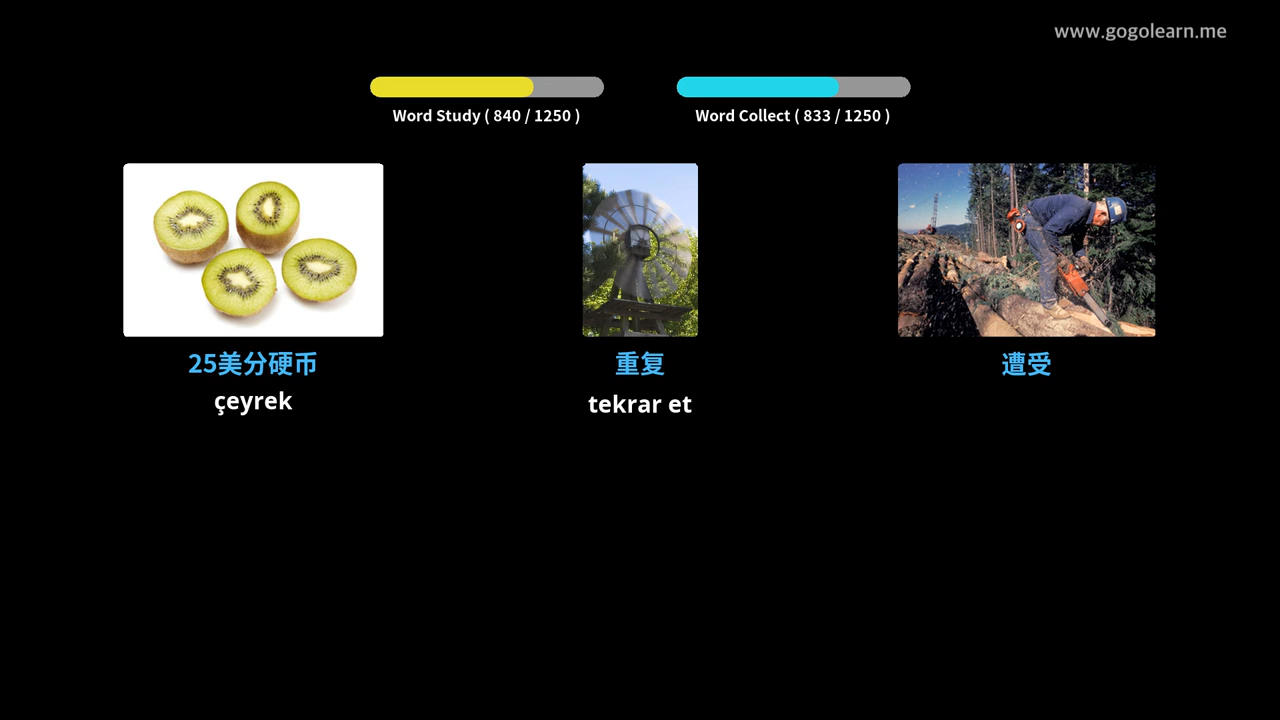 www.gogolearn.me
Word Study ( 840 / 1250 )
Word Collect ( 833 / 1250 )
25美分硬币
重复
遭受
çeyrek
tekrar et